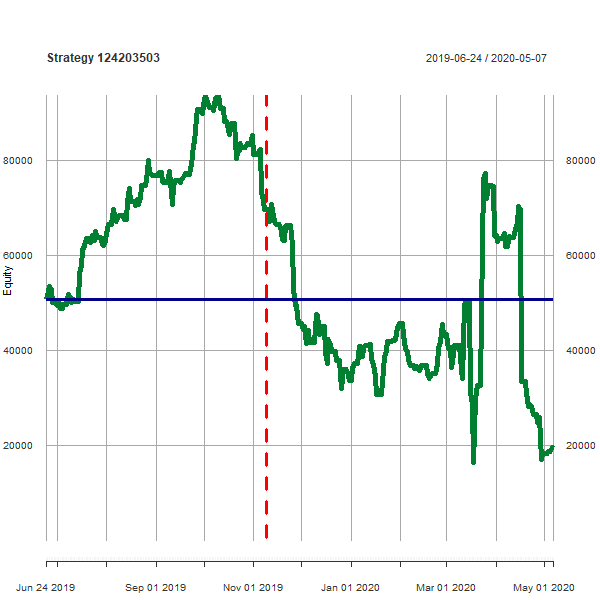 Strategy 124203503
2019-06-24 / 2020-05-07
80000
80000
60000
60000
Equity
40000
40000
20000
20000
Jun 24 2019
Sep 01 2019
Nov 01 2019
Jan 01 2020
Mar 01 2020
May 01 2020